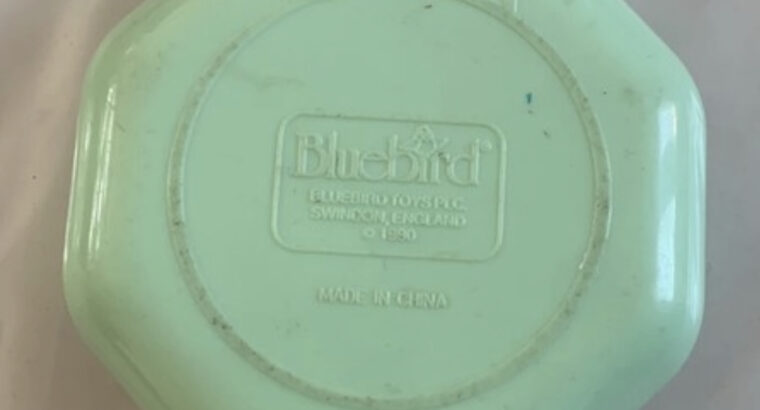 Bluebird®
BLUEBIRD TOYS PLC,
SWINDON, ENGLAND
© 1990
MADE IN CHINA